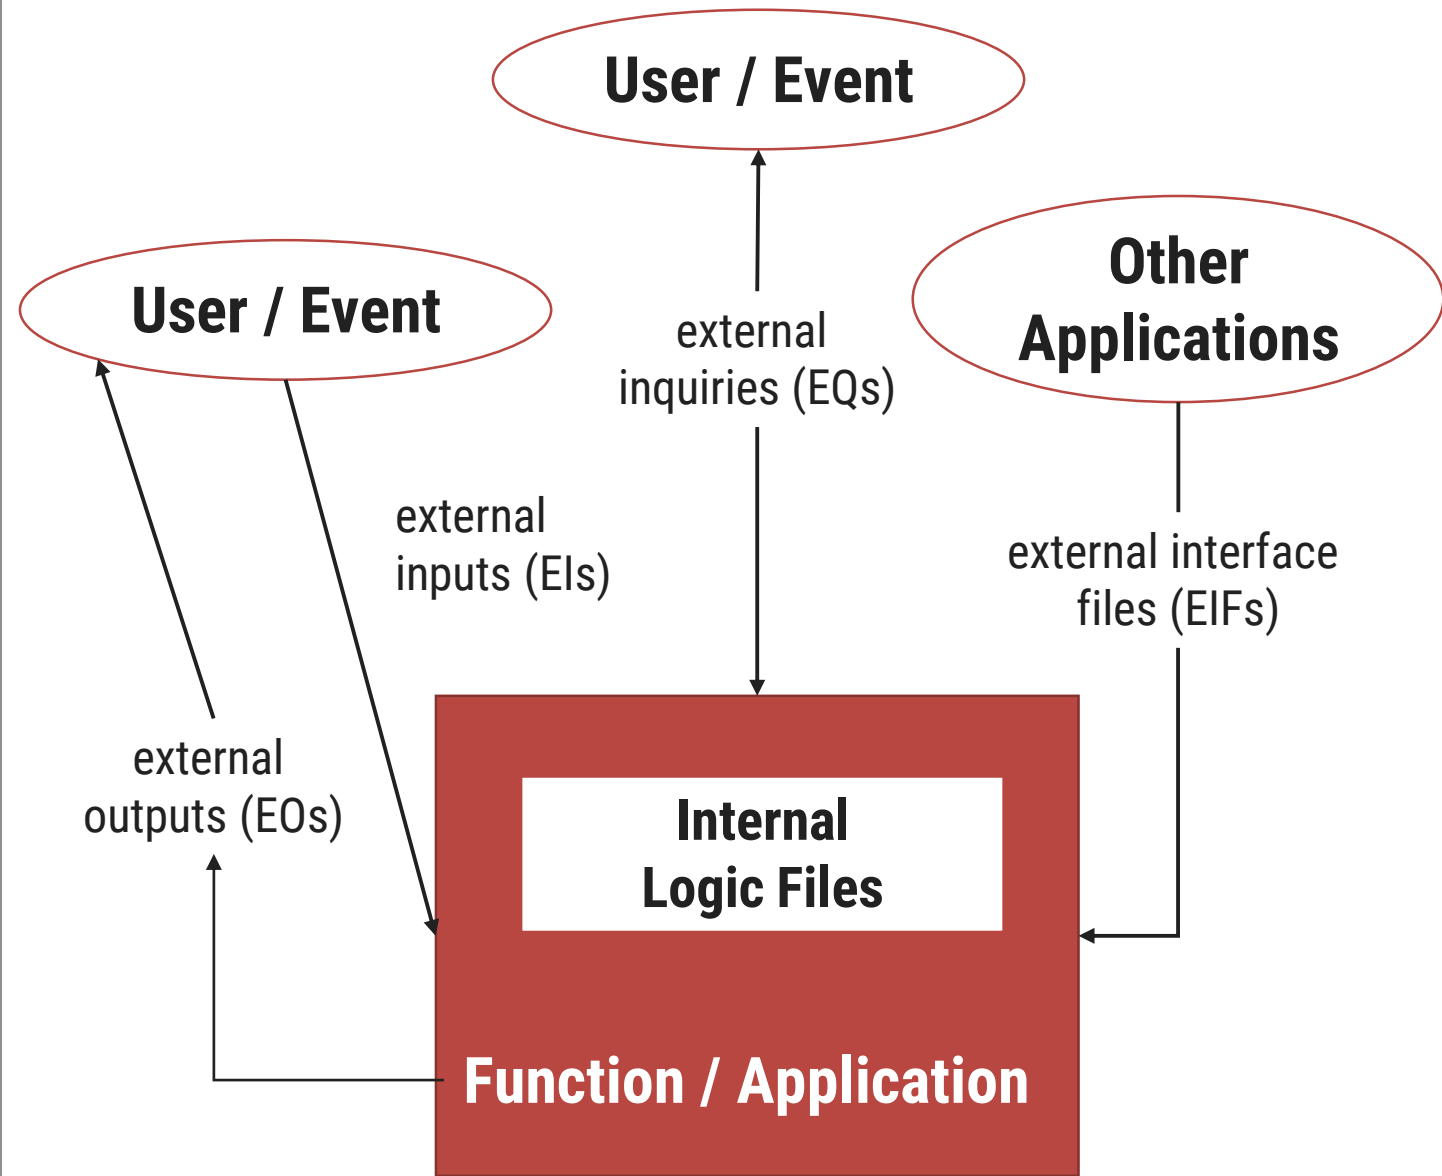 User / Event
User / Event
Other
Applications
external
inquiries (EQs)
external
inputs (EIs)
external interface
files (EIFs)
external
outputs (EOs)
Internal
Logic Files
Function / Application